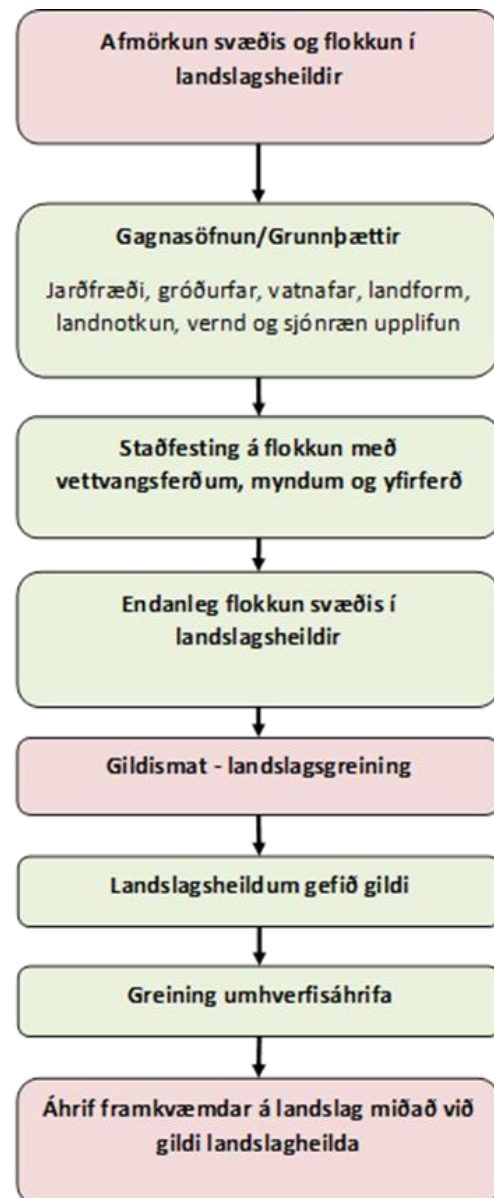 Afmörkun svæðis og flokkun í
landslagsheildir
Gagnasöfnun/Grunnþættir
Jarðfræði, gróðurfar, vatnafar, landform,
landnotkun, vernd og sjónræn upplifun
Staðfesting á flokkun með
vettvangsferðum, myndum og yfirferð
Endanleg flokkun svæðis í
landslagsheildir
Gildismat - landslagsgreining
Landslagsheildum gefið gildi
Greining umhverfisáhrifa
Áhrif framkvæmdar á landslag miðað við
gildi landslagheilda